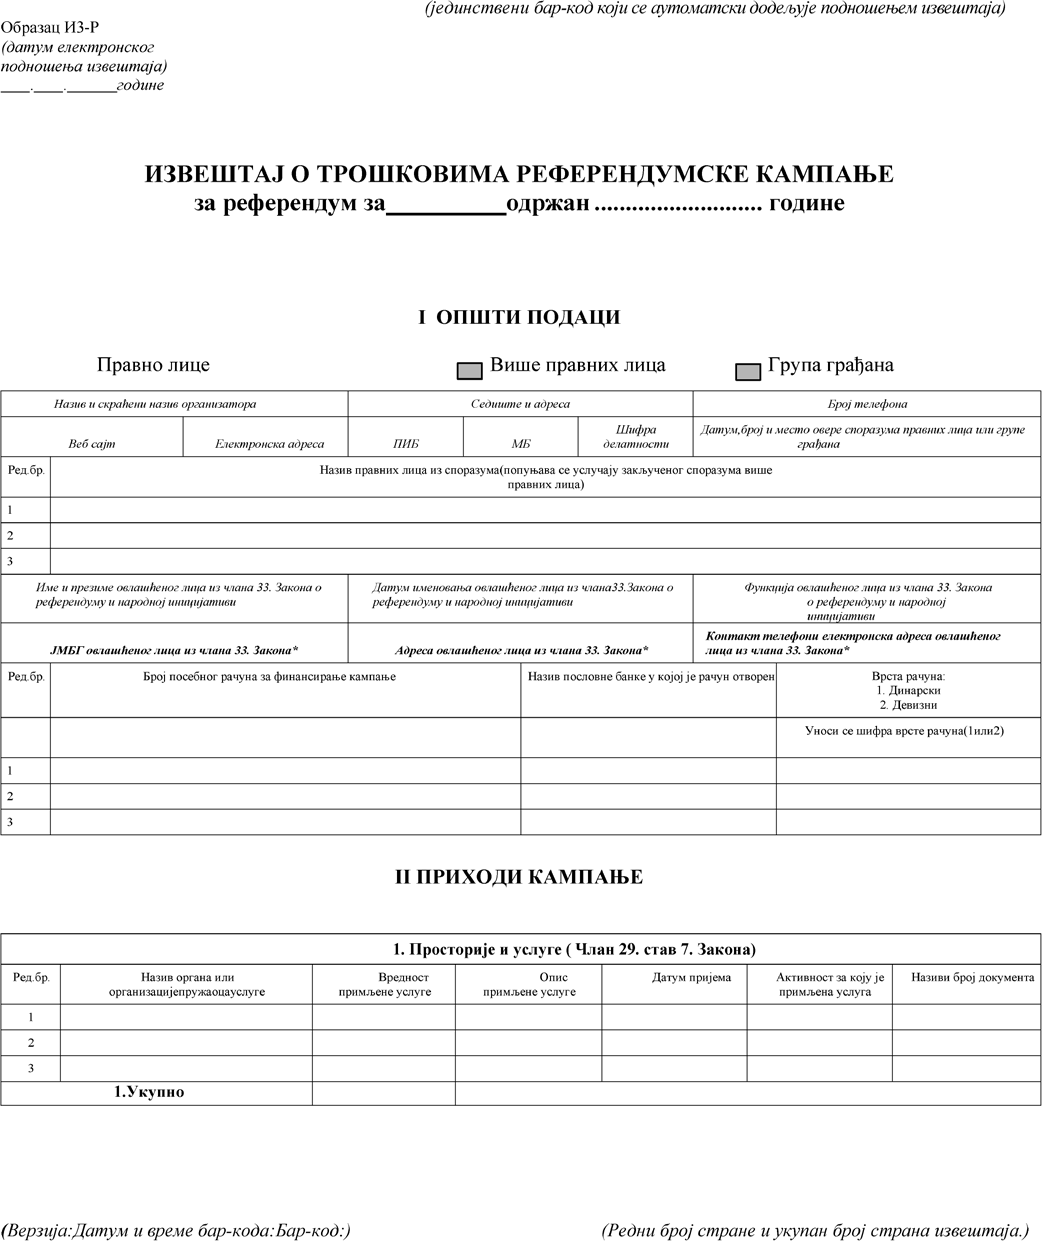 (јединствени бар-код који се аутоматски додељује подношењем извештаја)
Образац ИЗ-Р
(датум електронског
подношења извештаја)
___.___._____године
ИЗВЕШТАЈ О ТРОШКОВИМА РЕФЕРЕНДУМСКЕ КАМПАЊЕ
за референдум за__________одржан ............................ године
I ОПШТИ ПОДАЦИ
Правно лице Више правних лица Група грађана
Назив и скраћени назив организатора Седиште и адреса Број телефона
Веб сајт Електронска адреса ПИБ МБ Шифра делатности Датум,број и место овере споразума правних лица или групе грађана
Ред.бр. Назив правних лица из споразума(попуњава се услучају закљученог споразума више
правних лица)
1
2
3
Име и презиме овлашћеног лица из члана 33. Закона о референдуму и народној иницијативи
Датум именовања овлашћеног лица из члана33.Закона о референдуму и народној иницијативи
Функција овлашћеног лица из члана 33. Закона о референдуму и народној иницијативи
ЈМБГ овлашћеног лица из члана 33. Закона* Адреса овлашћеног лица из члана 33. Закона* Контакт телефони електронска адреса овлашћеног лица из члана 33. Закона*
Ред.бр. Број посебног рачуна за финансирање кампање Назив пословне банке у којој је рачун отворен Врста рачуна:
1. Динарски
2. Девизни
Уноси се шифра врсте рачуна(1или2)
1
2
3
II ПРИХОДИ КАМПАЊЕ
1. Просторије и услуге ( Члан 29. став 7. Закона)
Ред.бр. Назив органа или организацијепружаоцауслуге Вредност примљене услуге Опис примљене услуге Датум пријема Активност за коју је примљена услуга Називи број документа
1
2
3
1.Укупно
(Верзија:Датум и време бар-кода:Бар-код:) (Редни број стране и укупан број страна извештаја.)